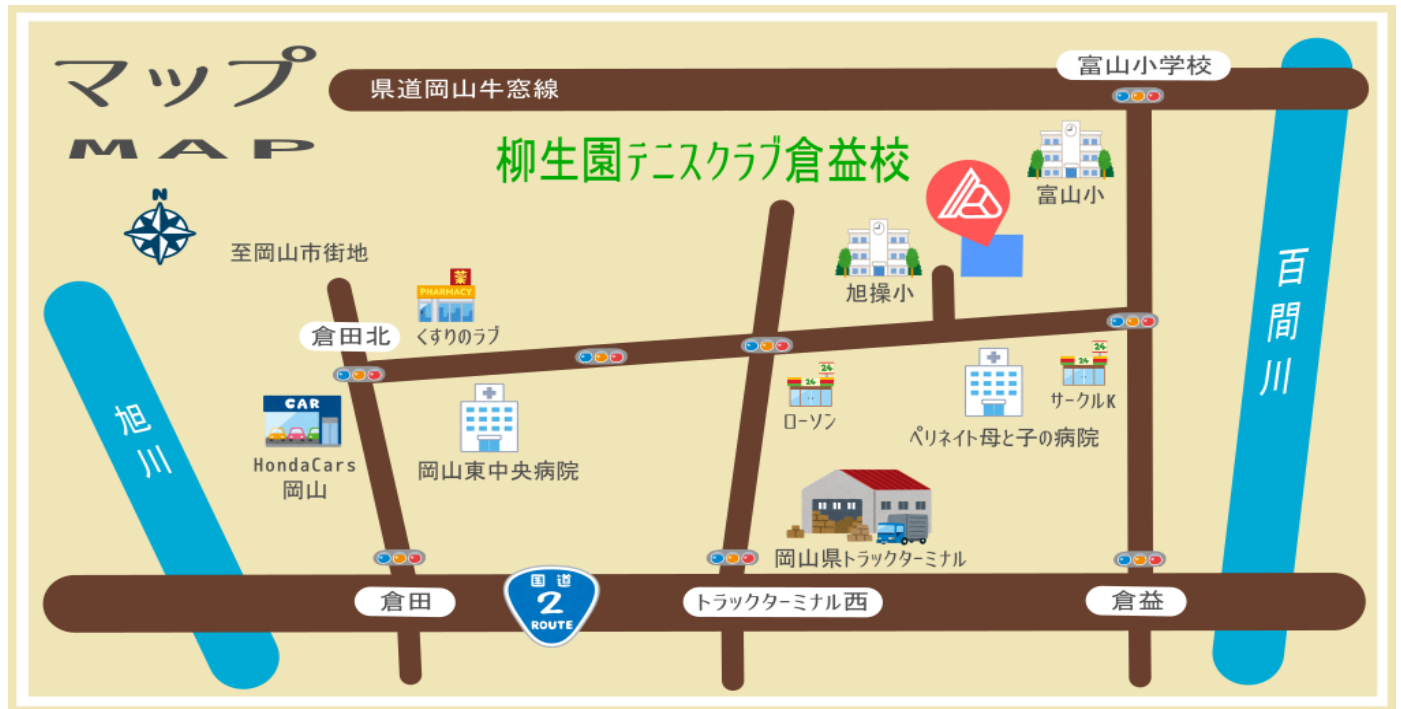 マップ
MAP
県道岡山牛窓線
富山小学校
柳生園テニスクラブ倉益校
富山小
N
至岡山市街地
旭操小
百間川
薬
PHARMACY
くすりのラブ
倉田北
旭川
CAR
HondaCars
岡山
岡山東中央病院
24
24
ローソン
24
24
サークルK
ペリネイト母と子の病院
岡山県トラックターミナル
倉田
国道
2
ROUTE
トラックターミナル西
倉益